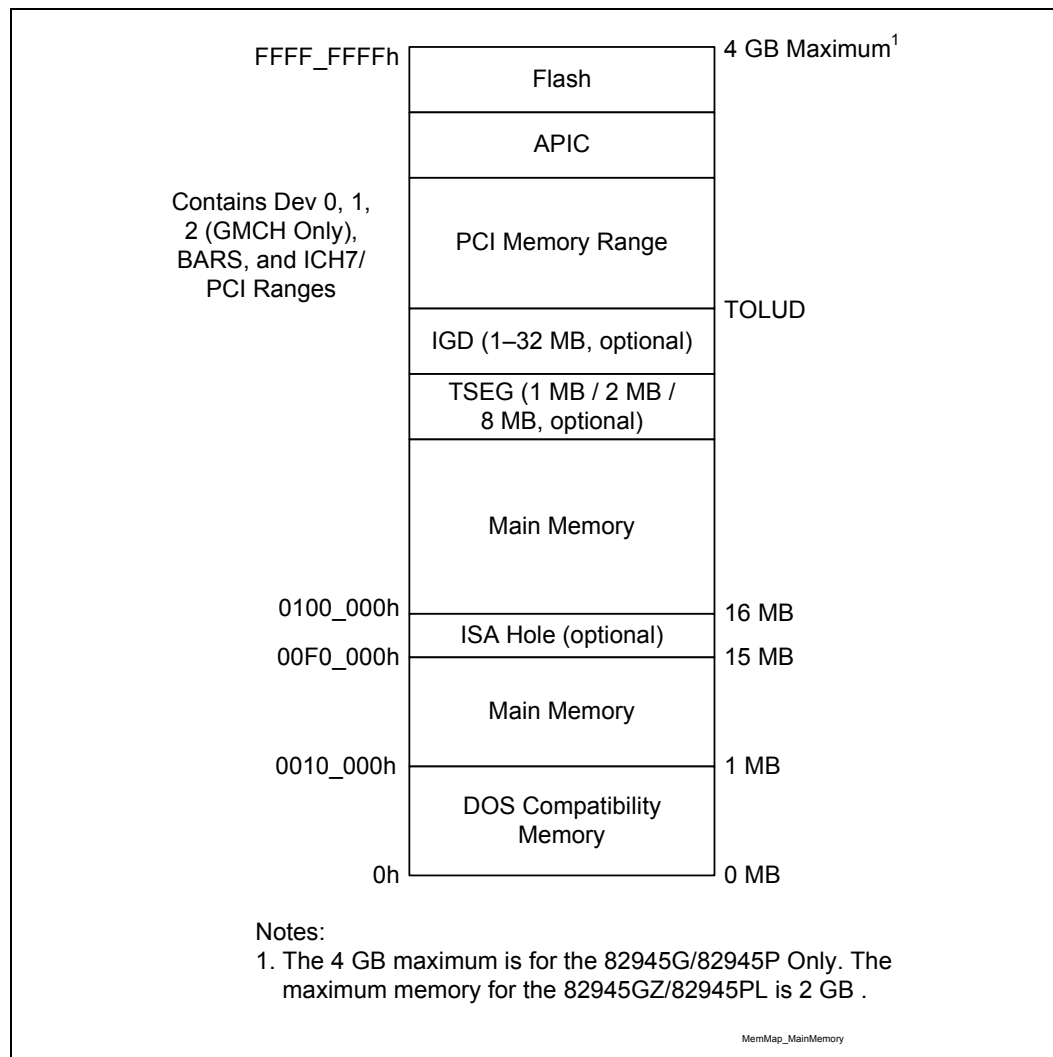 FFFF_FFFFh
4 GB Maximum1
Flash
APIC
Contains Dev 0, 1,
2 (GMCH Only),
BARS, and ICH7/
PCI Ranges
PCI Memory Range
TOLUD
IGD (1–32 MB, optional)
TSEG (1 MB / 2 MB /
8 MB, optional)
Main Memory
0100_000h
16 MB
ISA Hole (optional)
00F0_000h
15 MB
Main Memory
0010_000h
1 MB
DOS Compatibility
Memory
0h
0 MB
Notes:
1. The 4 GB maximum is for the 82945G/82945P Only. The
maximum memory for the 82945GZ/82945PL is 2 GB .
MemMap_MainMemory